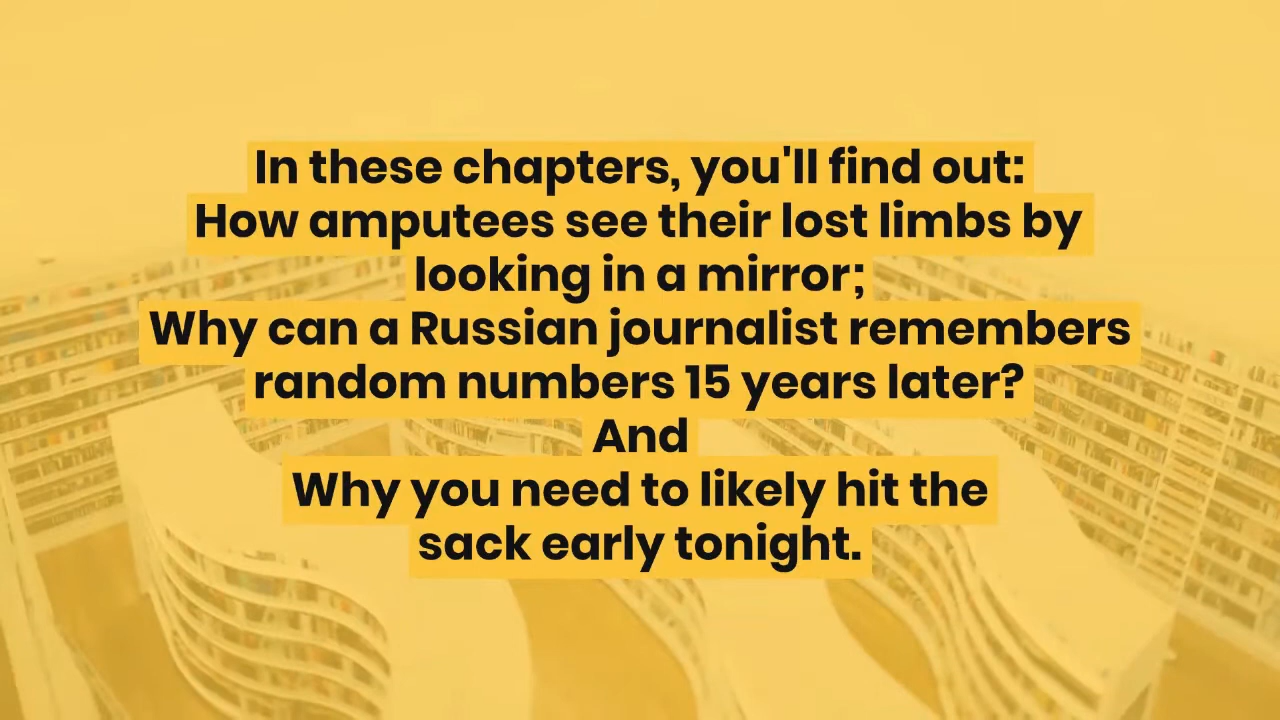 In these chapters, you'll find out:
How amputees see their lost limbs by
looking in a mirror;
Why can a Russian journalist remembers
random numbers 15 years later?
And
Why you need to likely hit the
sack early tonight.